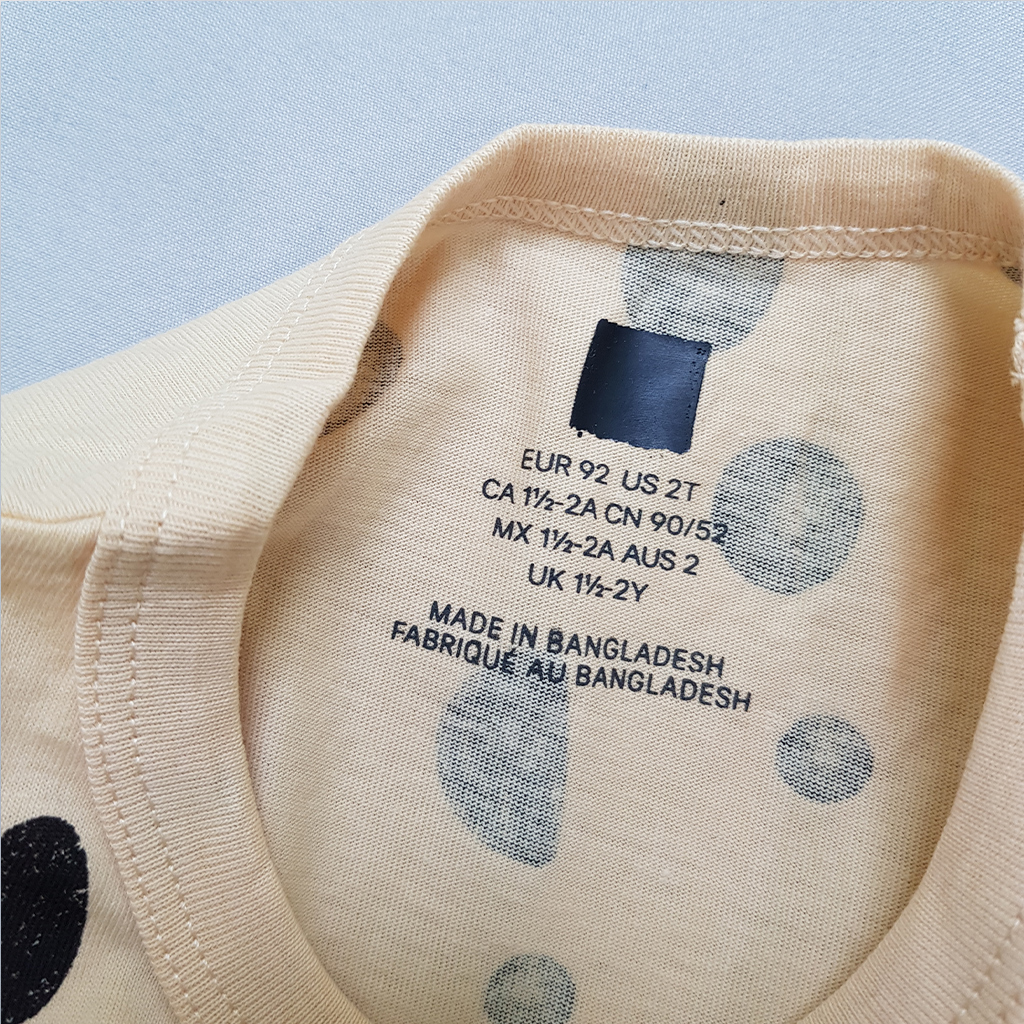 EUR 92 US 2T
CA 1½-2A CN 90/52
MX 1½-2A AUS 2
UK 1½-2Y
MADE IN BANGLADESH
FABRIQUÉ AU BANGLADESH